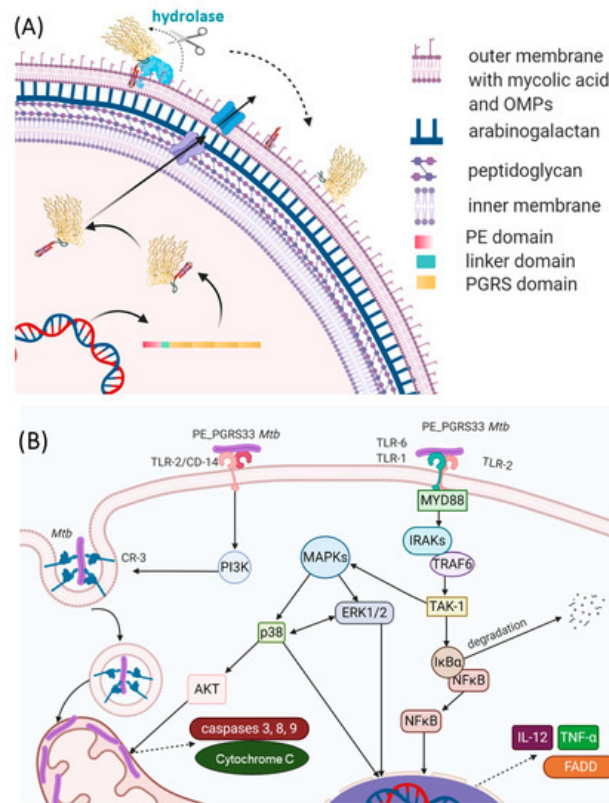 (A)
hydrolase
outer membrane
with mycolic acid
and OMPs
arabinogalactan
peptidoglycan
inner membrane
PE domain
linker domain
PGRS domain
(B)
PE_PGRS33 Mtb
TLR-2/CD-14
PE_PGRS33 Mtb
TLR-6
TLR-1
TLR-2
MYD88
Mtb
CR-3
PI3K
MAPKs
IRAKs
TRAF6
ERK1/2
TAK-1
p38
degradation
IκBα
NFκB
AKT
NFκB
caspases 3, 8, 9
Cytochrome C
IL-12
TNF-α
FADD